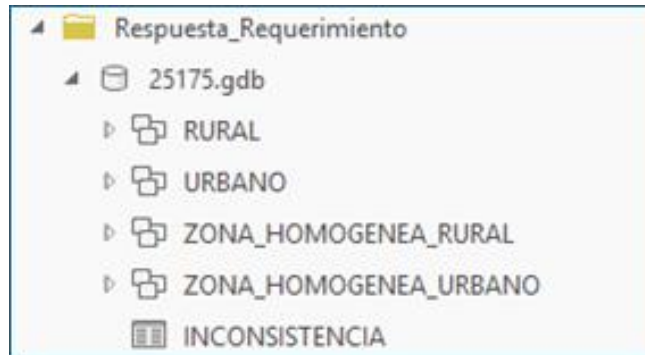 Respuesta_Requerimiento
25175.gdb
RURAL
URBANO
ZONA_HOMOGENEA_RURAL
ZONA_HOMOGENEA_URBANO
INCONSISTENCIA